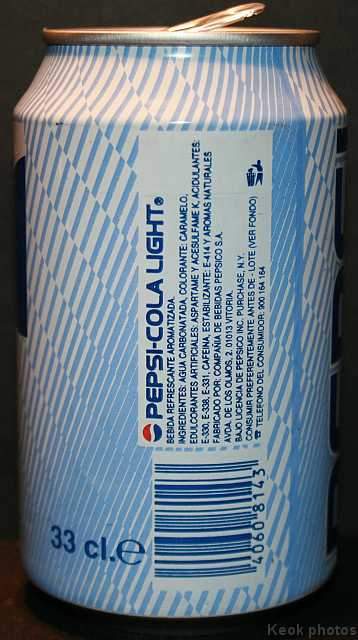 PEPSI-COLA LIGHT®
BEBIDA REFRESCANTE AROMATIZADA.
INGREDIENTES: AGUA CARBONATADA, COLORANTE: CARAMELO,
EDULCORANTES ARTIFICIALES: ASPARTAME Y ACESULFAME K, ACIDULANTES:
E-330, E-338, E-331, CAFEINA, ESTABILIZANTE: E-414 Y AROMAS NATURALES
FABRICADO POR: COMPAÑIA DE BEBIDAS PEPSICO S.A.
AVDA. DE LOS OLMOS, 2. 01013 VITORIA.
BAJO LICENCIA DE PEPSICO INC. PURCHASE, N.Y.
CONSUMIR PREFERENTEMENTE ANTES DE - LOTE (VER FONDO)
☎ TELEFONO DEL CONSUMIDOR: 900 164 164
4060 8143
33 cl. ℮
Keok photos